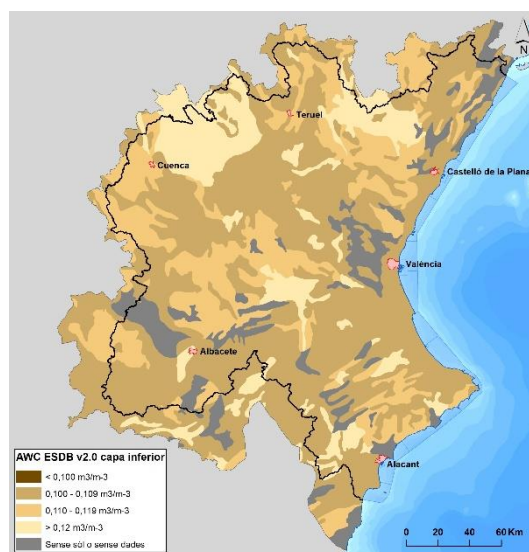 N
Teruel
Cuenca
Castelló de la Plana
València
Albacete
Alacant
AWC ESDB v2.0 capa inferior
< 0,100 m3/m-3
0,100 - 0,109 m3/m-3
0,110 - 0,119 m3/m-3
> 0,12 m3/m-3
Sense sòl o sense dades
0 20 40 60 Km